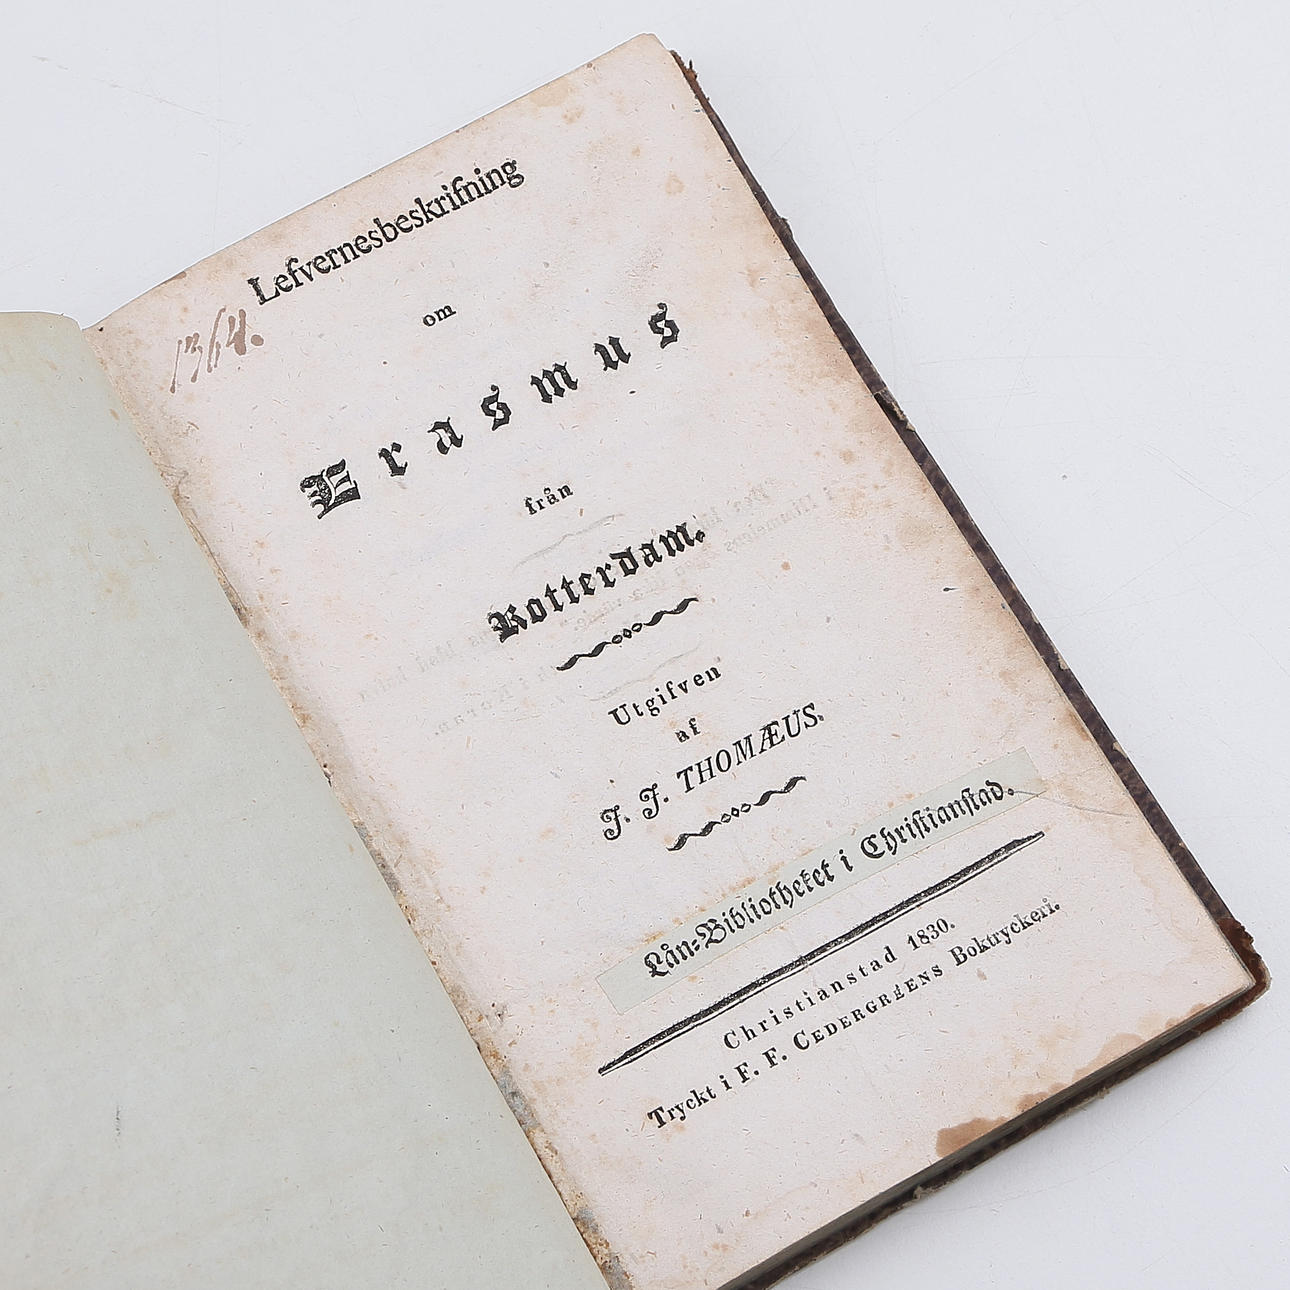 Lefvernesbeskrifning
1364.
om
Erasmus
från
Rotterdam.
Utgifven
af
J. J. THOMÆUS.
Lån=Bibliotheket i Christianstad.
Christianstad 1830.
Tryckt i F. F. CEDERGRÉENS Boktryckeri.